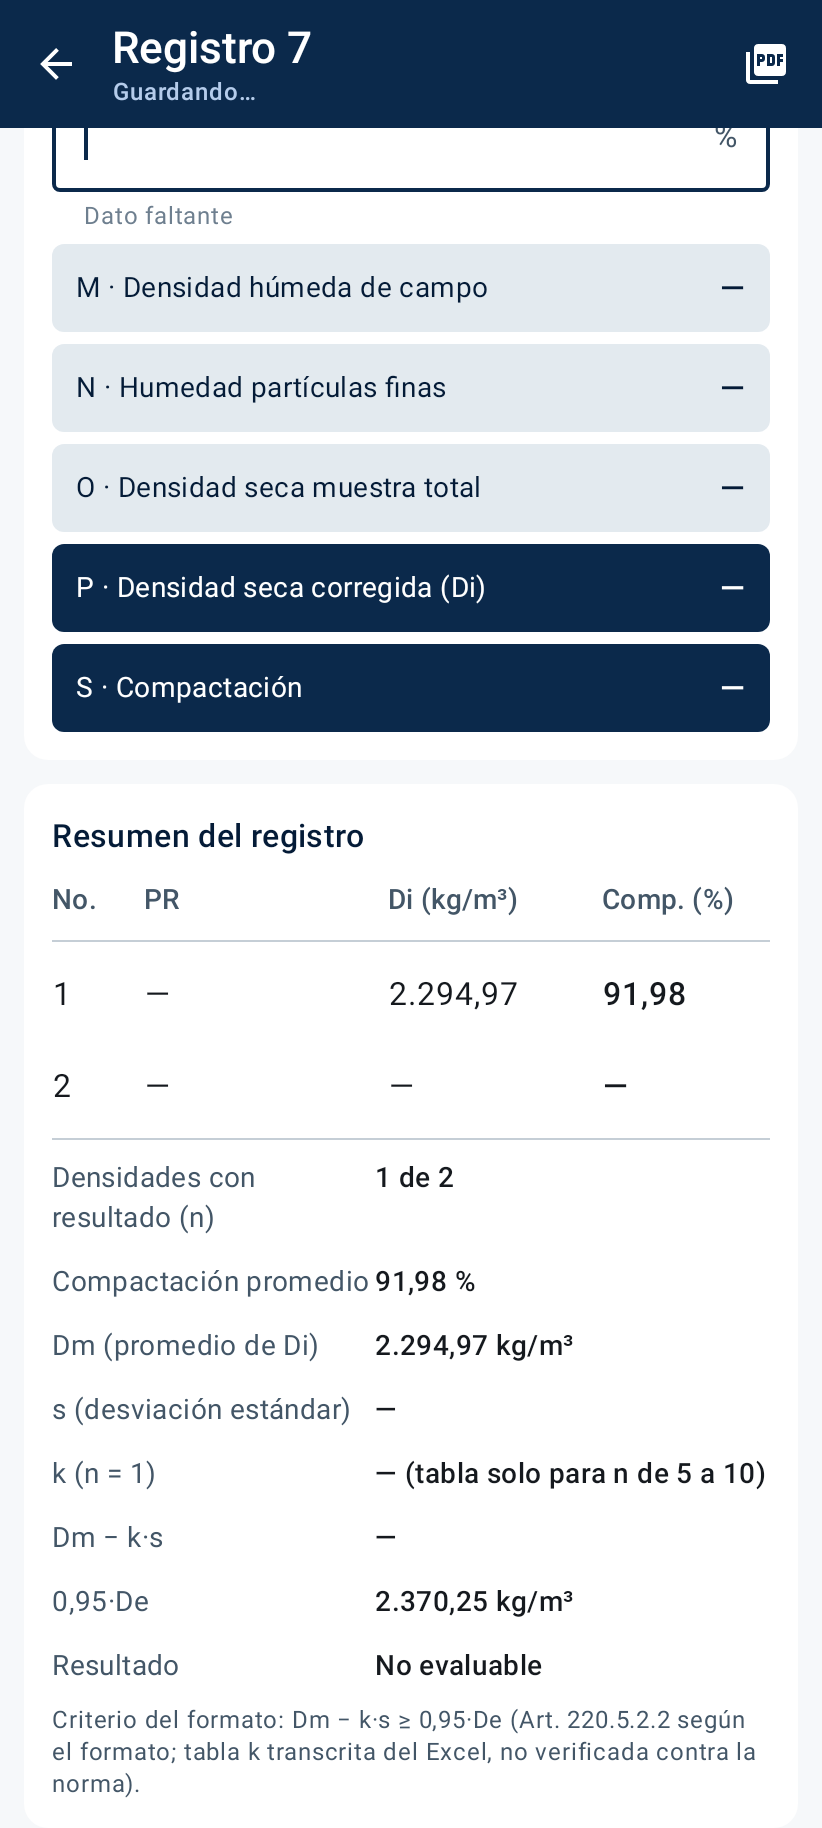 Registro 7
PDF
Guardando...
%
Dato faltante
M · Densidad húmeda de campo —
N · Humedad partículas finas —
O · Densidad seca muestra total —
P · Densidad seca corregida (Di) —
S · Compactación —
Resumen del registro
No. PR Di (kg/m³) Comp. (%)
1 — 2.294,97 91,98
2 — — —
Densidades con 1 de 2
resultado (n)
Compactación promedio 91,98 %
Dm (promedio de Di) 2.294,97 kg/m³
s (desviación estándar) —
k (n = 1) — (tabla solo para n de 5 a 10)
Dm − k·s —
0,95·De 2.370,25 kg/m³
Resultado No evaluable
Criterio del formato: Dm − k·s ≥ 0,95·De (Art. 220.5.2.2 según
el formato; tabla k transcrita del Excel, no verificada contra la
norma).